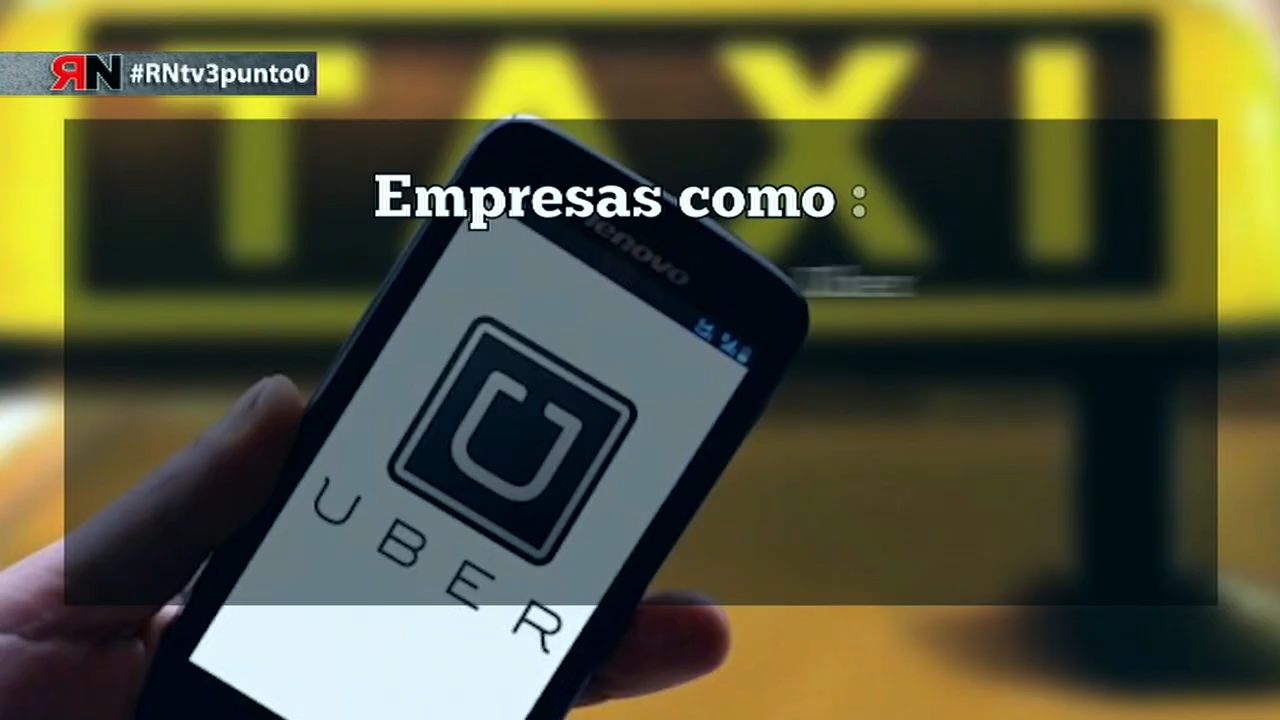 TAXI
RN #RNtv3punto0
Empresas como :
lenovo
UBER